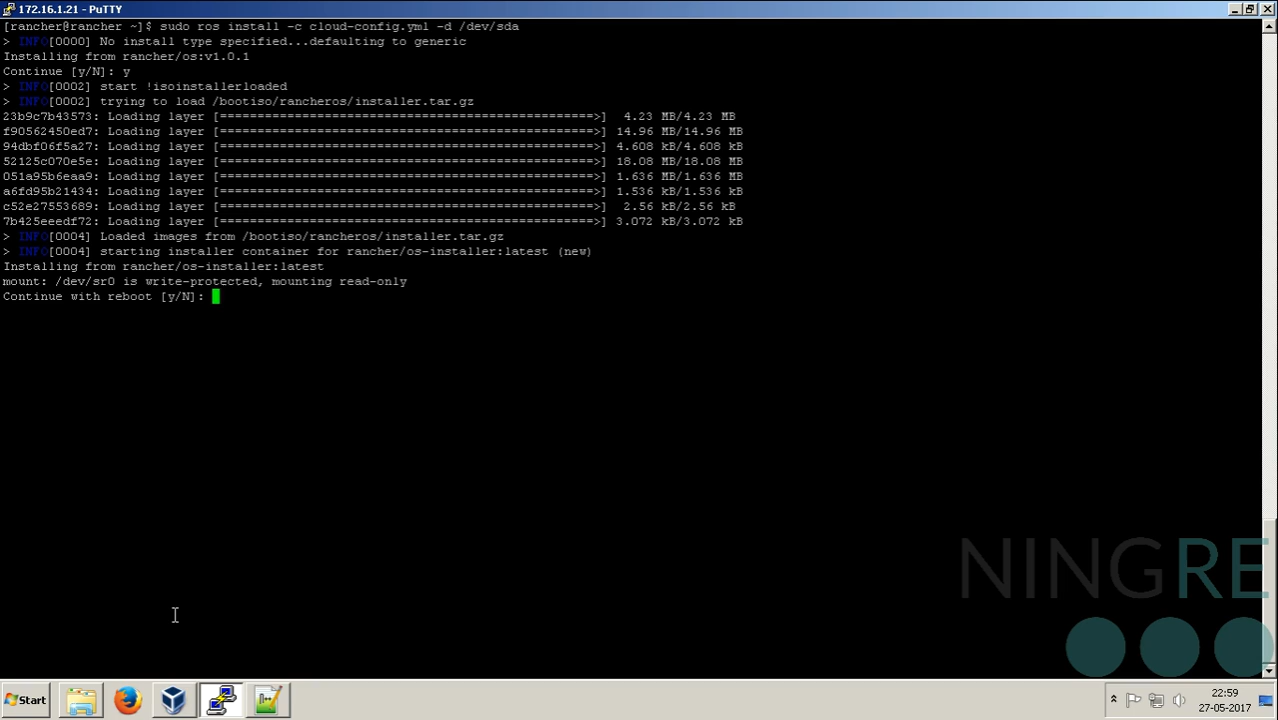 172.16.1.21 - PuTTY
[rancher@rancher ~]$ sudo ros install -c cloud-config.yml -d /dev/sda
> INFO[0000] No install type specified...defaulting to generic
Installing from rancher/os:v1.0.1
Continue [y/N]: y
> INFO[0002] start !isoinstallerloaded
> INFO[0002] trying to load /bootiso/rancheros/installer.tar.gz
23b9c7b43573: Loading layer [==================================================>]  4.23 MB/4.23 MB
f90562450ed7: Loading layer [==================================================>] 14.96 MB/14.96 MB
94dbf06f5a27: Loading layer [==================================================>] 4.608 kB/4.608 kB
52125c070e5e: Loading layer [==================================================>] 18.08 MB/18.08 MB
051a95b6eaa9: Loading layer [==================================================>] 1.636 MB/1.636 MB
a6fd95b21434: Loading layer [==================================================>] 1.536 kB/1.536 kB
c52e27553689: Loading layer [==================================================>]  2.56 kB/2.56 kB
7b425eeedf72: Loading layer [==================================================>] 3.072 kB/3.072 kB
> INFO[0004] Loaded images from /bootiso/rancheros/installer.tar.gz
> INFO[0004] starting installer container for rancher/os-installer:latest (new)
Installing from rancher/os-installer:latest
mount: /dev/sr0 is write-protected, mounting read-only
Continue with reboot [y/N]:
NINGRE
Start
22:59
27-05-2017